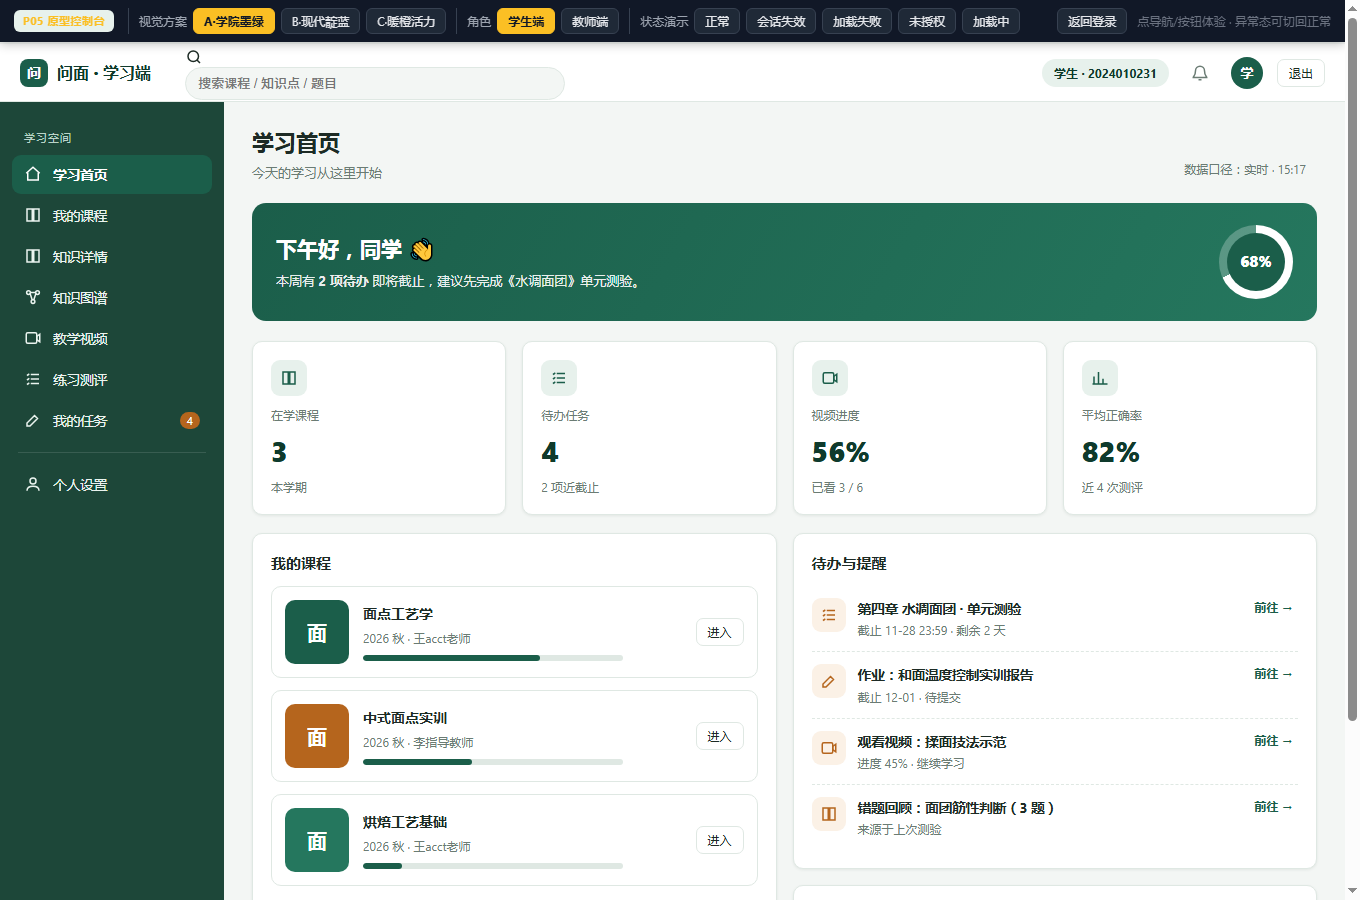 P05 原型控制台
视觉方案
A·学院墨绿
B·现代靛蓝
C·暖橙活力
角色
学生端
教师端
状态演示
正常
会话失效
加载失败
未授权
加载中
返回登录
点导航/按钮体验 · 异常态可切回正常
问
问面 · 学习端
搜索课程 / 知识点 / 题目
学生 · 2024010231
学
退出
学习空间
学习首页
我的课程
知识详情
知识图谱
教学视频
练习测评
我的任务
4
个人设置
学习首页
今天的学习从这里开始
数据口径：实时 · 15:17
下午好，同学 👋
本周有 2 项待办 即将截止，建议先完成《水调面团》单元测验。
68%
在学课程
3
本学期
待办任务
4
2 项近截止
视频进度
56%
已看 3 / 6
平均正确率
82%
近 4 次测评
我的课程
面
面点工艺学
2026 秋 · 王acct老师
进入
面
中式面点实训
2026 秋 · 李指导教师
进入
面
烘焙工艺基础
2026 秋 · 王acct老师
进入
待办与提醒
第四章 水调面团 · 单元测验
截止 11-28 23:59 · 剩余 2 天
前往 →
作业：和面温度控制实训报告
截止 12-01 · 待提交
前往 →
观看视频：揉面技法示范
进度 45% · 继续学习
前往 →
错题回顾：面团筋性判断（3 题）
来源于上次测验
前往 →